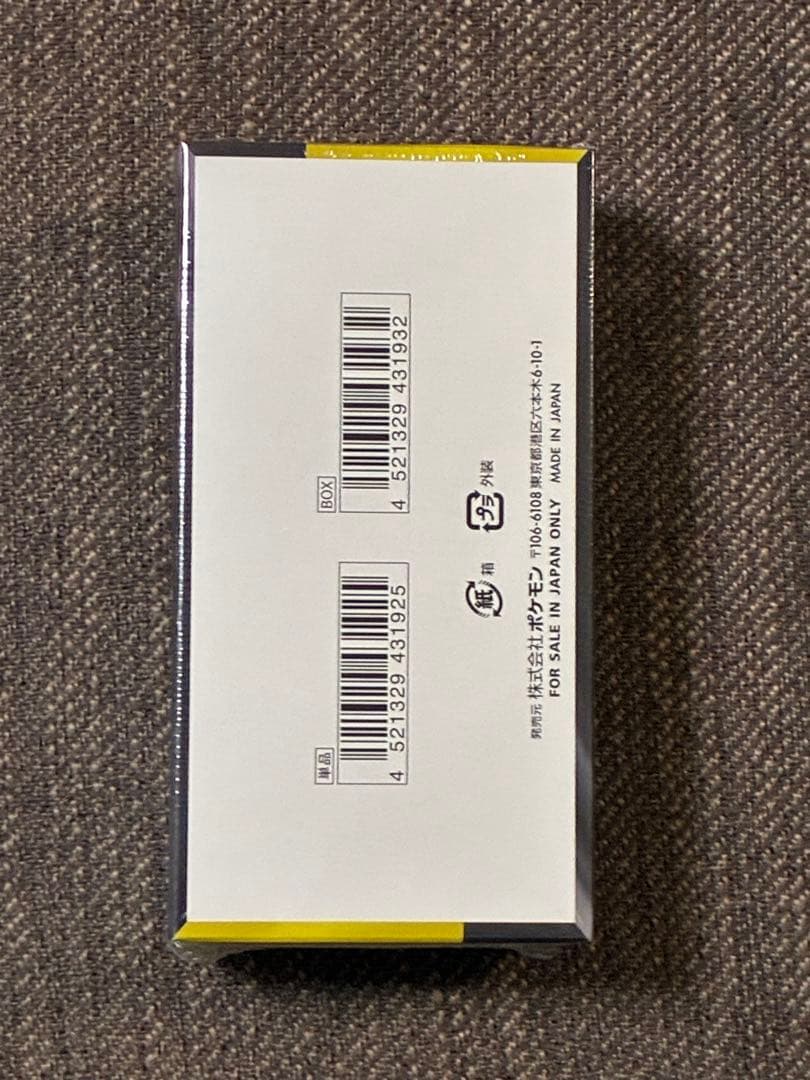 単品
4 521329 431925
BOX
4 521329 431932
紙 箱
プラ 外装
発売元 株式会社ポケモン 〒106-6108 東京都港区六本木6-10-1
FOR SALE IN JAPAN ONLY MADE IN JAPAN